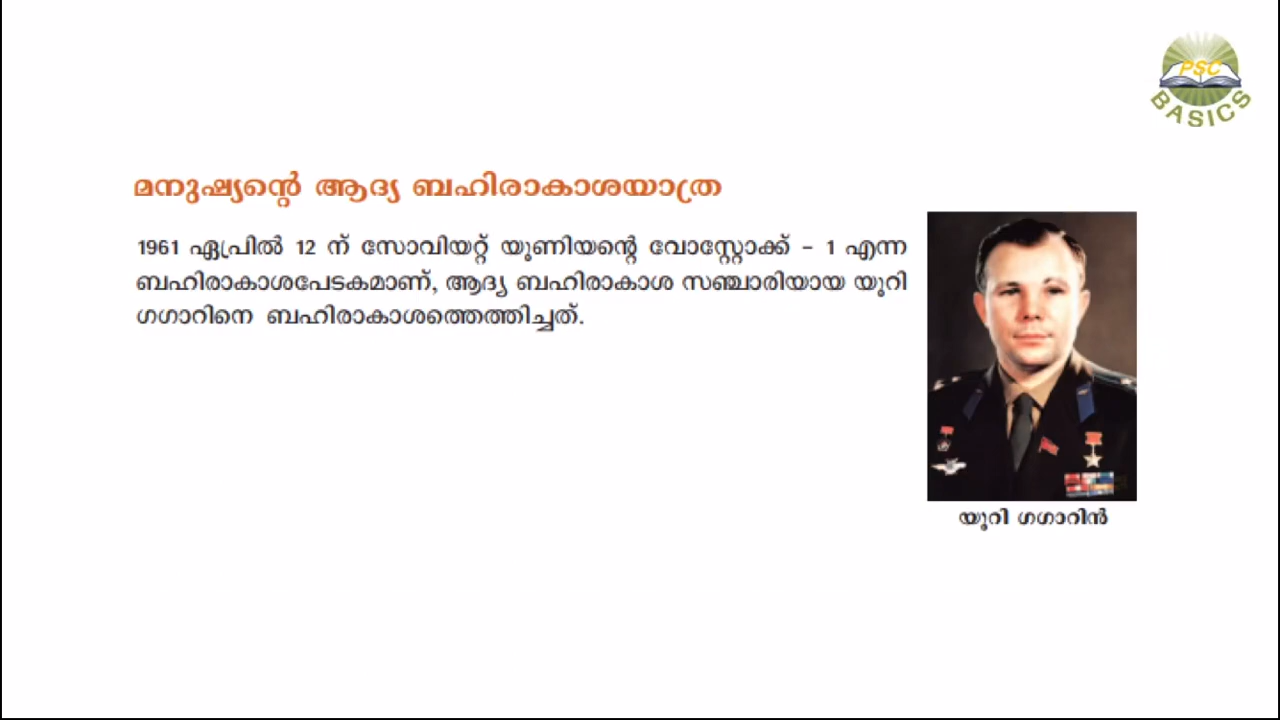 PSC
BASICS
മനുഷ്യന്റെ ആദ്യ ബഹിരാകാശയാത്ര
1961 ഏപ്രിൽ 12 ന് സോവിയറ്റ് യൂണിയന്റെ വോസ്റ്റോക്ക് – 1 എന്ന
ബഹിരാകാശപേടകമാണ്, ആദ്യ ബഹിരാകാശ സഞ്ചാരിയായ യൂറി
ഗഗാറിനെ ബഹിരാകാശത്തെത്തിച്ചത്.
യൂറി ഗഗാറിൻ